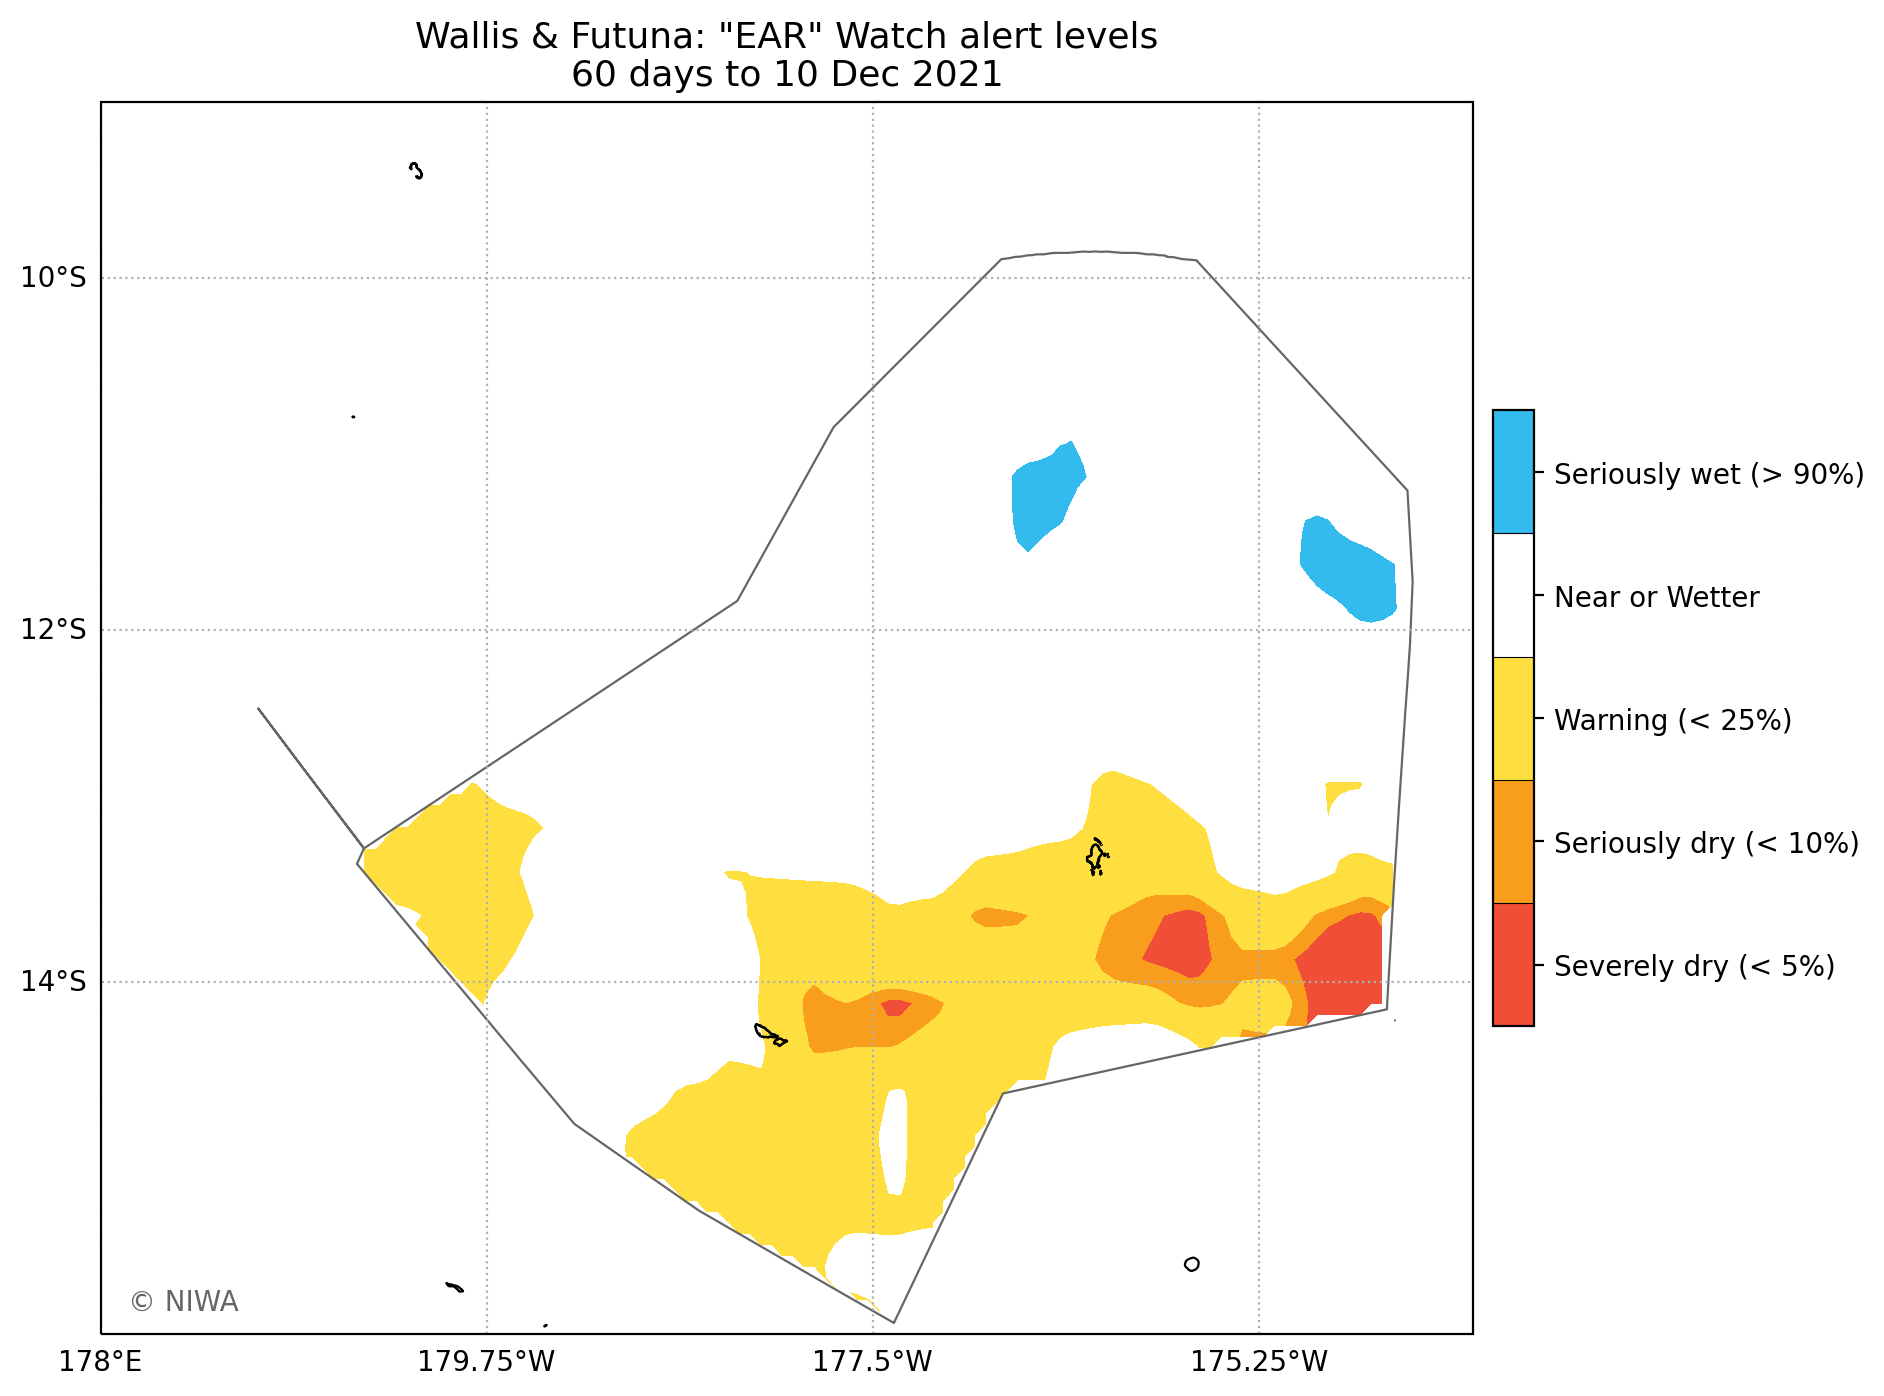 Wallis & Futuna: "EAR" Watch alert levels
60 days to 10 Dec 2021
10°S
12°S
14°S
178°E
179.75°W
177.5°W
175.25°W
Seriously wet (> 90%)
Near or Wetter
Warning (< 25%)
Seriously dry (< 10%)
Severely dry (< 5%)
© NIWA